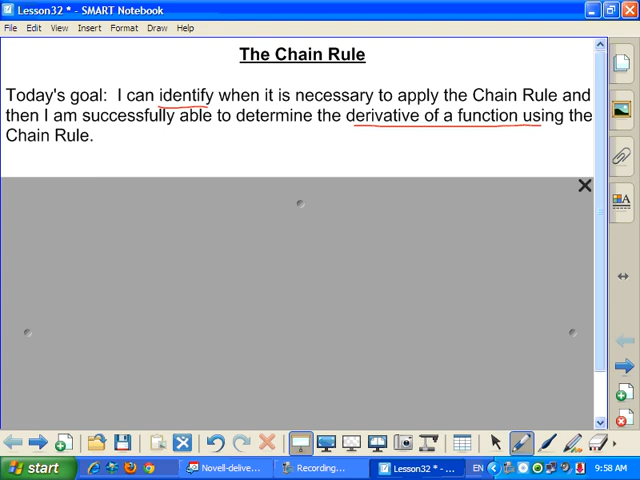 Lesson32 * - SMART Notebook
File Edit View Insert Format Draw Help
The Chain Rule
Today's goal: I can identify when it is necessary to apply the Chain Rule and
then I am successfully able to determine the derivative of a function using the
Chain Rule.
start
Novell-delive...
Recording...
Lesson32 * - ...
EN
9:58 AM